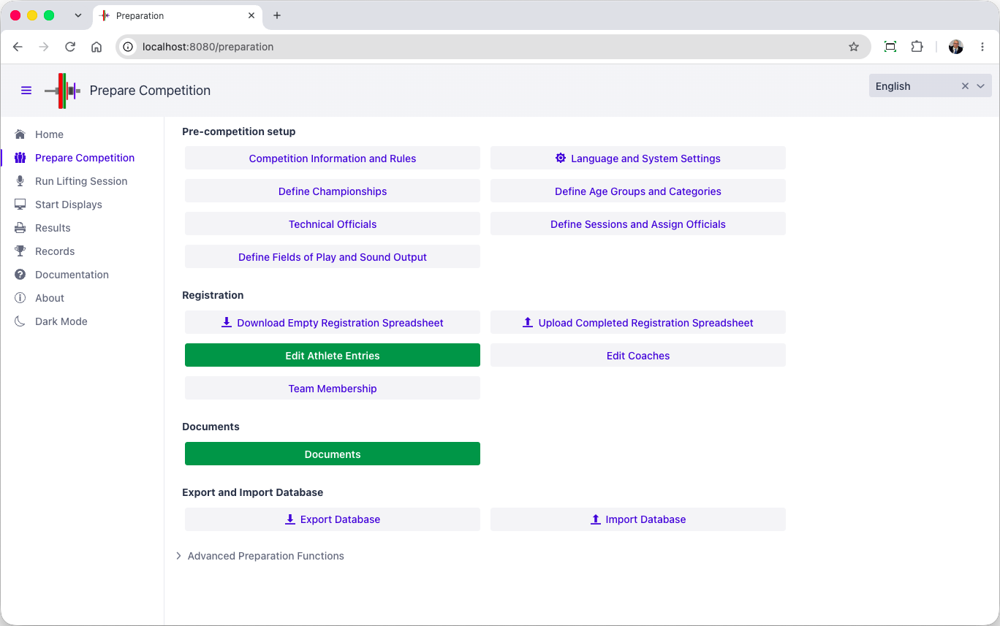 Preparation
localhost:8080/preparation
Prepare Competition
English
Home
Prepare Competition
Run Lifting Session
Start Displays
Results
Records
Documentation
About
Dark Mode
Pre-competition setup
Competition Information and Rules
Language and System Settings
Define Championships
Define Age Groups and Categories
Technical Officials
Define Sessions and Assign Officials
Define Fields of Play and Sound Output
Registration
Download Empty Registration Spreadsheet
Upload Completed Registration Spreadsheet
Edit Athlete Entries
Edit Coaches
Team Membership
Documents
Documents
Export and Import Database
Export Database
Import Database
Advanced Preparation Functions